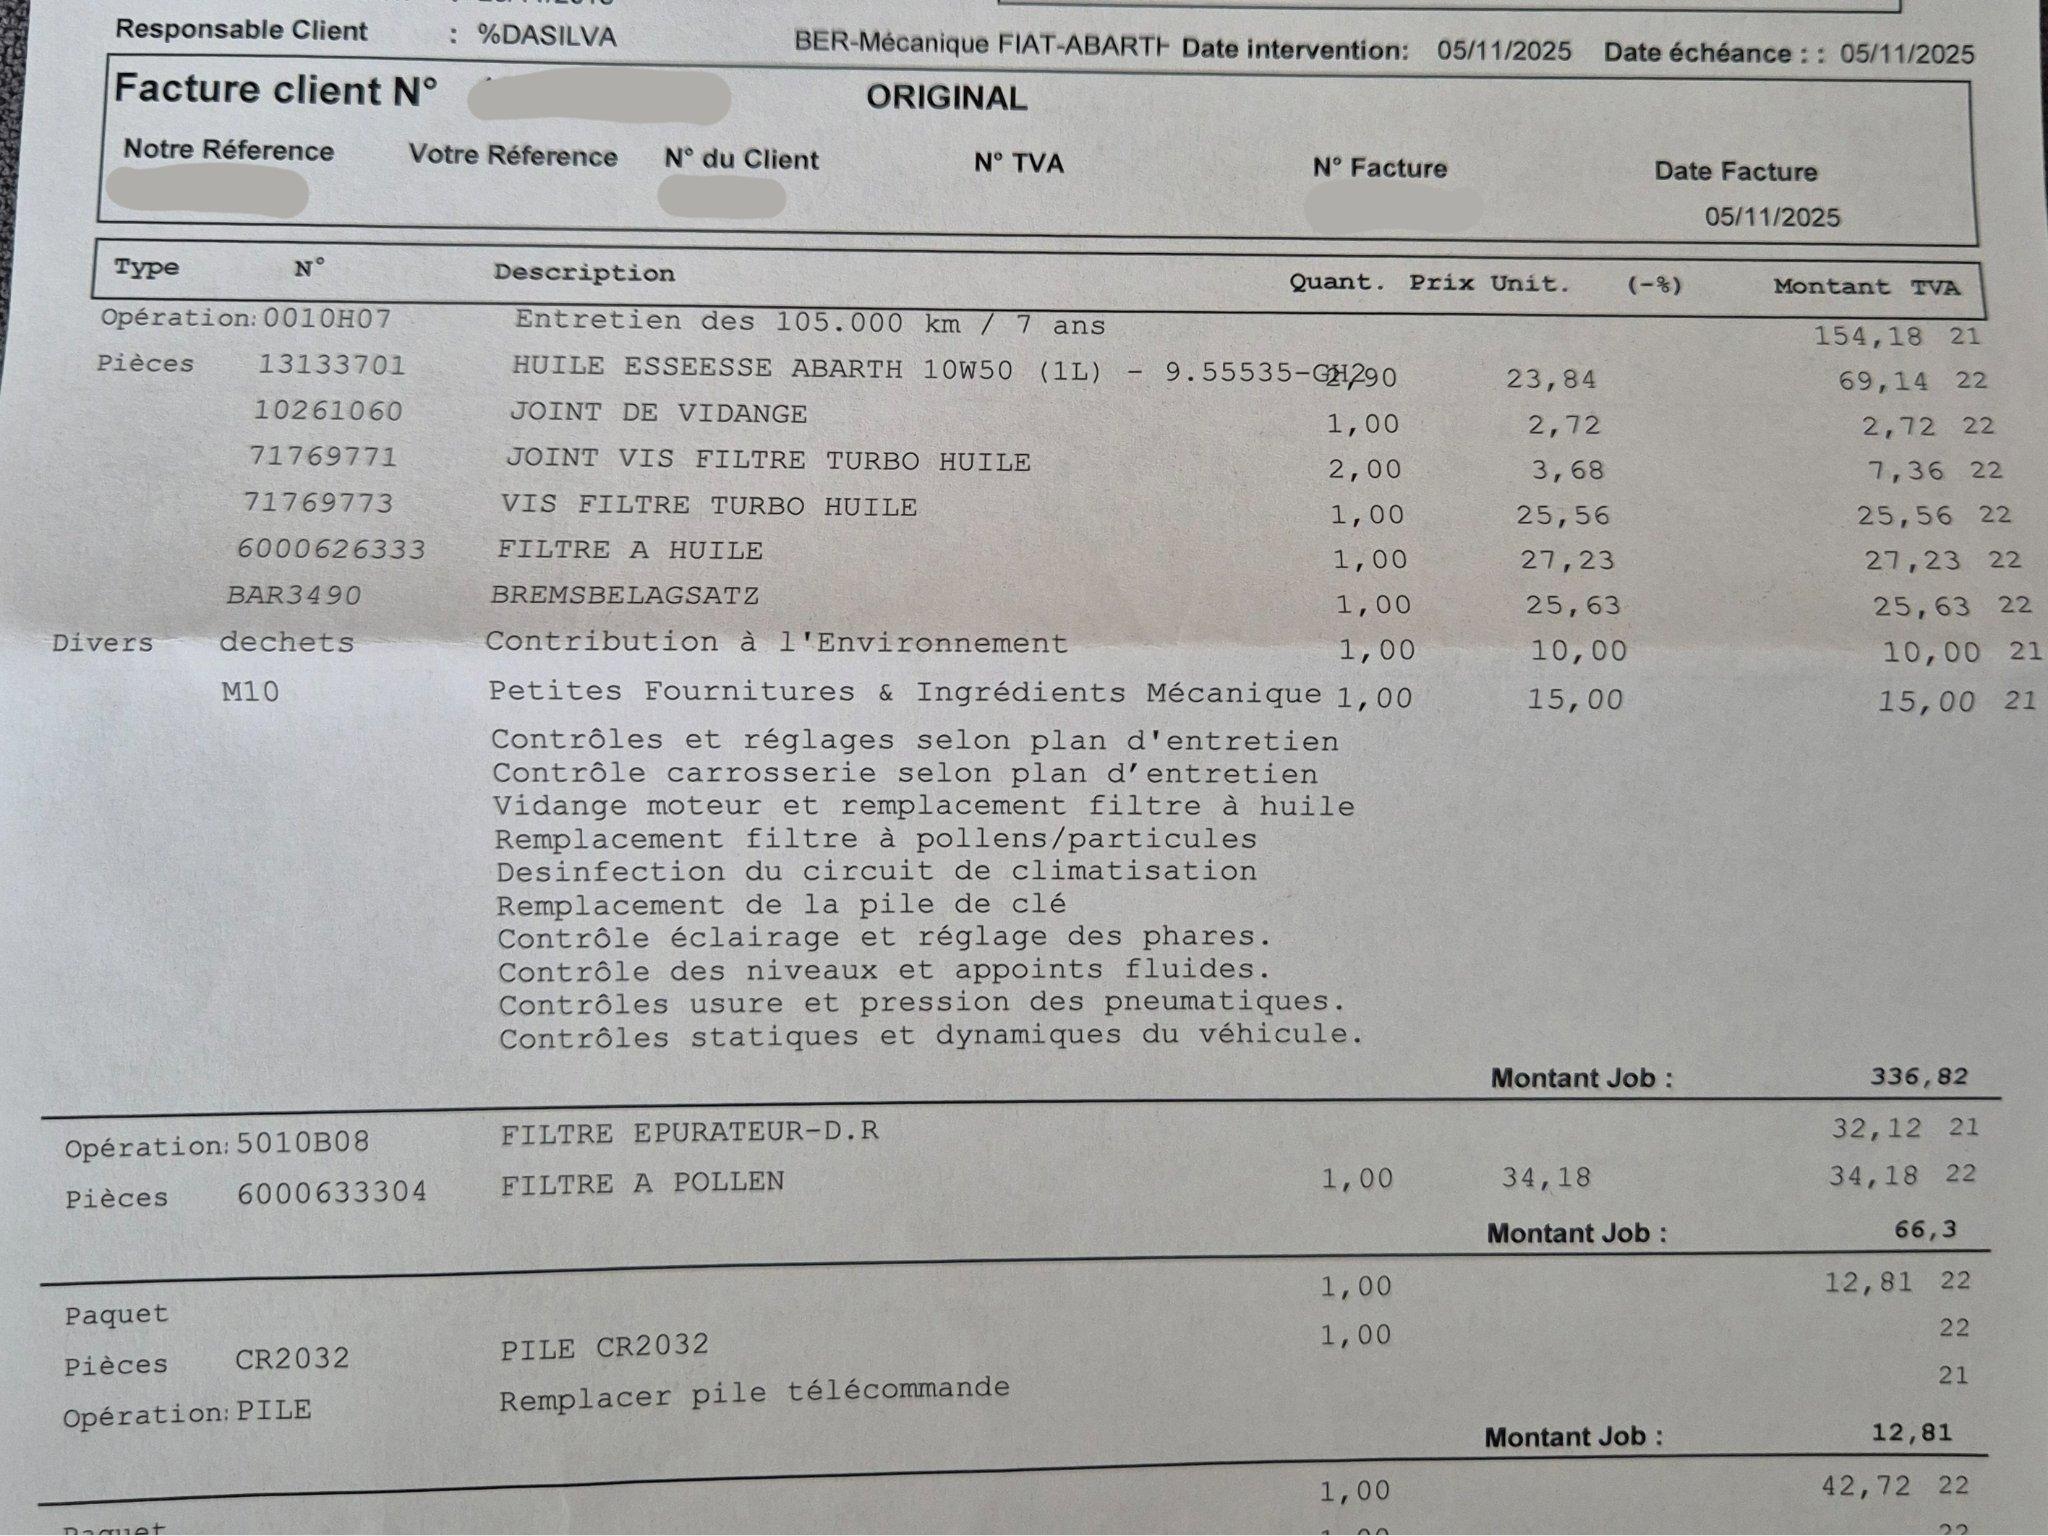 Responsable Client : %DASILVA BER-Mécanique FIAT-ABARTH Date intervention: 05/11/2025 Date échéance : : 05/11/2025
Facture client N° ORIGINAL
Notre Réference Votre Réference N° du Client N° TVA N° Facture Date Facture
05/11/2025
Type N° Description Quant. Prix Unit. (-%) Montant TVA
Opération: 0010H07 Entretien des 105.000 km / 7 ans 154,18 21
Pièces 13133701 HUILE ESSEESSE ABARTH 10W50 (1L) - 9.55535-GH2 2,90 23,84 69,14 22
10261060 JOINT DE VIDANGE 1,00 2,72 2,72 22
71769771 JOINT VIS FILTRE TURBO HUILE 2,00 3,68 7,36 22
71769773 VIS FILTRE TURBO HUILE 1,00 25,56 25,56 22
6000626333 FILTRE A HUILE 1,00 27,23 27,23 22
BAR3490 BREMSBELAGSATZ 1,00 25,63 25,63 22
Divers dechets Contribution à l'Environnement 1,00 10,00 10,00 21
M10 Petites Fournitures & Ingrédients Mécanique 1,00 15,00 15,00 21
Contrôles et réglages selon plan d'entretien
Contrôle carrosserie selon plan d’entretien
Vidange moteur et remplacement filtre à huile
Remplacement filtre à pollens/particules
Desinfection du circuit de climatisation
Remplacement de la pile de clé
Contrôle éclairage et réglage des phares.
Contrôle des niveaux et appoints fluides.
Contrôles usure et pression des pneumatiques.
Contrôles statiques et dynamiques du véhicule.
Montant Job : 336,82
Opération: 5010B08 FILTRE EPURATEUR-D.R 32,12 21
Pièces 6000633304 FILTRE A POLLEN 1,00 34,18 34,18 22
Montant Job : 66,3
Paquet 1,00 12,81 22
Pièces CR2032 PILE CR2032 1,00 22
Opération: PILE Remplacer pile télécommande 21
Montant Job : 12,81
Paquet 1,00 42,72 22